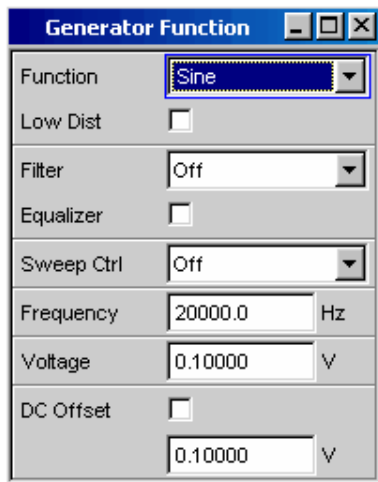 Generator Function
Function Sine
Low Dist
Filter Off
Equalizer
Sweep Ctrl Off
Frequency 20000.0 Hz
Voltage 0.10000 V
DC Offset
0.10000 V